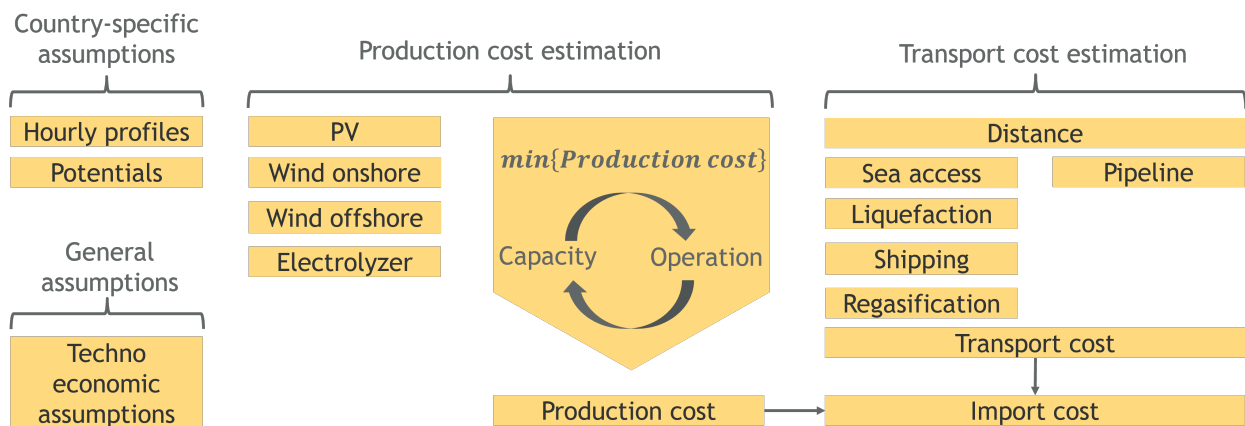 Country-specific
assumptions
Hourly profiles
Potentials
General
assumptions
Techno
economic
assumptions
Production cost estimation
PV
Wind onshore
Wind offshore
Electrolyzer
min{Production cost}
Capacity
Operation
Production cost
Transport cost estimation
Distance
Sea access
Pipeline
Liquefaction
Shipping
Regasification
Transport cost
Import cost